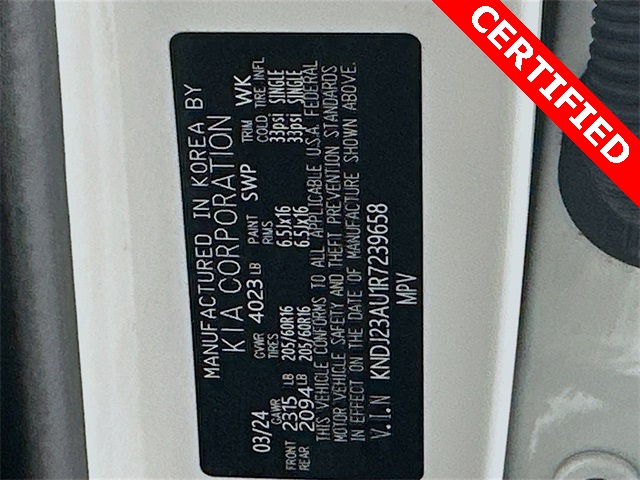 CERTIFIED
MANUFACTURED IN KOREA BY
KIA CORPORATION
03/24 GVWR 4023 LB PAINT SWP TRIM WK
GAWR TIRES RIMS COLD TIRE INFL
FRONT 2315 LB 205/60R16 6.5Jx16 33psi SINGLE
REAR 2094 LB 205/60R16 6.5Jx16 33psi SINGLE
THIS VEHICLE CONFORMS TO ALL APPLICABLE U.S.A. FEDERAL
MOTOR VEHICLE SAFETY AND THEFT PREVENTION STANDARDS
IN EFFECT ON THE DATE OF MANUFACTURE SHOWN ABOVE.
V.I.N KNDJ23AU1R7239658
MPV